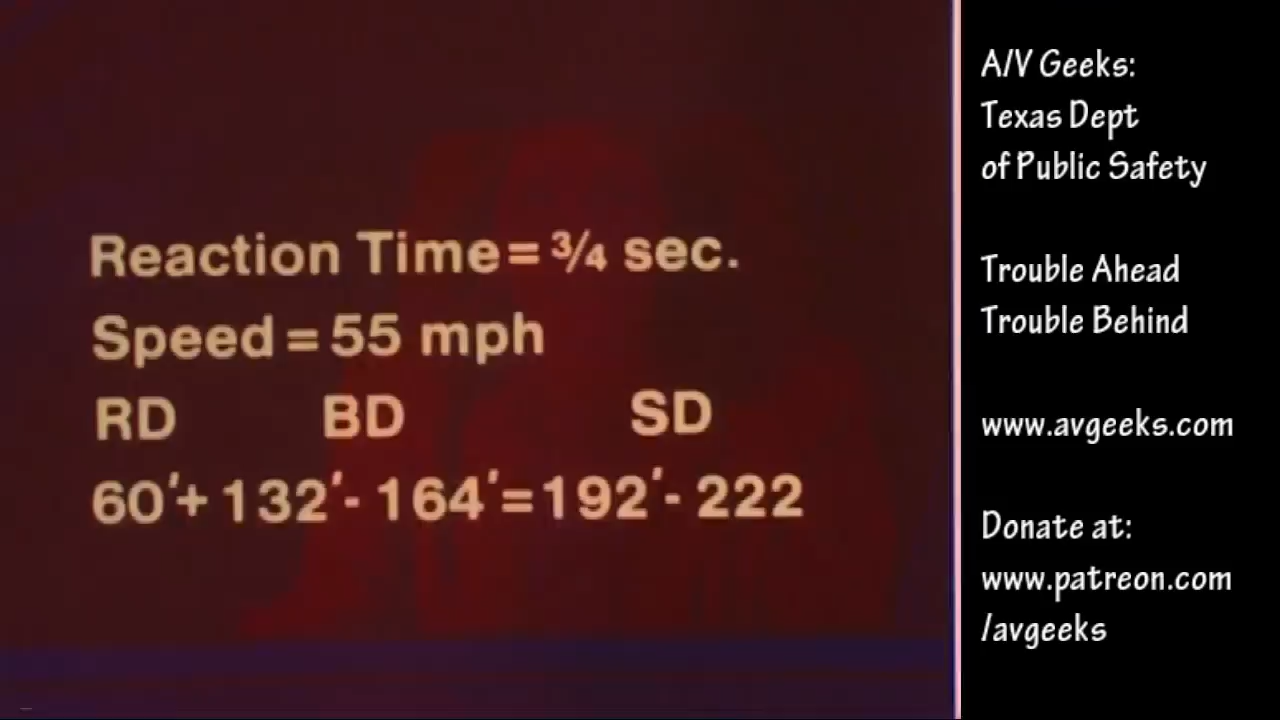 Reaction Time = ¾ sec.
Speed = 55 mph
RD BD SD
60'+ 132'- 164'=192'- 222
A/V Geeks:
Texas Dept
of Public Safety
Trouble Ahead
Trouble Behind
www.avgeeks.com
Donate at:
www.patreon.com
/avgeeks